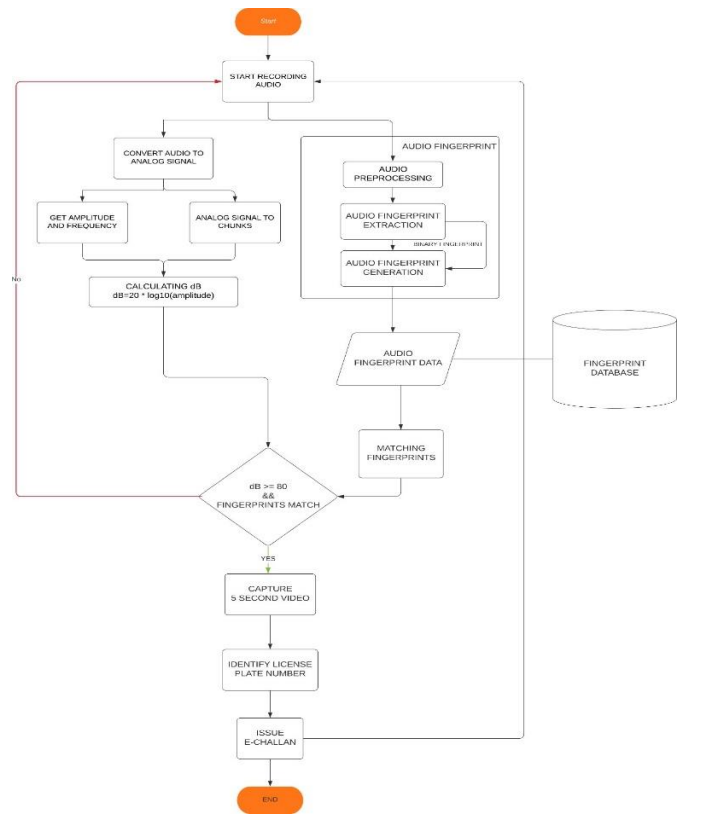 Start
START RECORDING
AUDIO
CONVERT AUDIO TO
ANALOG SIGNAL
GET AMPLITUDE
AND FREQUENCY
ANALOG SIGNAL TO
CHUNKS
CALCULATING dB
dB=20 * log10(amplitude)
AUDIO FINGERPRINT
AUDIO
PREPROCESSING
AUDIO FINGERPRINT
EXTRACTION
BINARY FINGERPRINT
AUDIO FINGERPRINT
GENERATION
AUDIO
FINGERPRINT DATA
FINGERPRINT
DATABASE
MATCHING
FINGERPRINTS
No
dB >= 80
&&
FINGERPRINTS MATCH
YES
CAPTURE
5 SECOND VIDEO
IDENTIFY LICENSE
PLATE NUMBER
ISSUE
E-CHALLAN
END